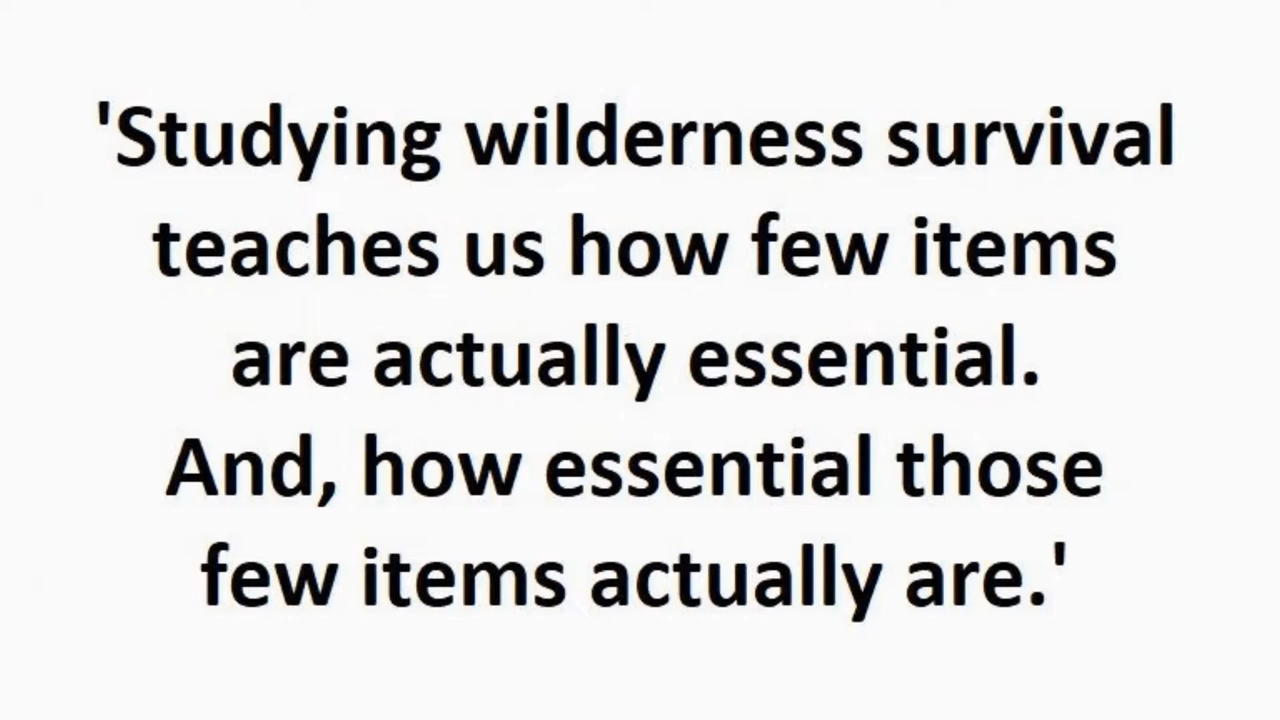 'Studying wilderness survival
teaches us how few items
are actually essential.
And, how essential those
few items actually are.'